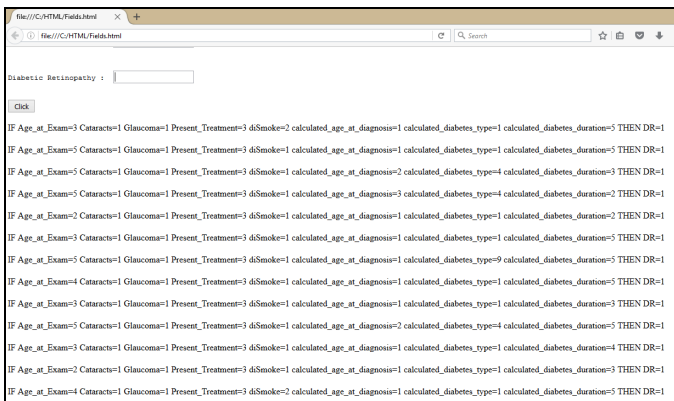 file:///C:/HTML/Fields.html
file:///C:/HTML/Fields.html
Search
Diabetic Retinopathy :
Click
IF Age_at_Exam=3 Cataracts=1 Glaucoma=1 Present_Treatment=3 diSmoke=2 calculated_age_at_diagnosis=1 calculated_diabetes_type=1 calculated_diabetes_duration=5 THEN DR=1
IF Age_at_Exam=5 Cataracts=1 Glaucoma=1 Present_Treatment=3 diSmoke=1 calculated_age_at_diagnosis=1 calculated_diabetes_type=1 calculated_diabetes_duration=5 THEN DR=1
IF Age_at_Exam=5 Cataracts=1 Glaucoma=1 Present_Treatment=3 diSmoke=1 calculated_age_at_diagnosis=2 calculated_diabetes_type=4 calculated_diabetes_duration=3 THEN DR=1
IF Age_at_Exam=5 Cataracts=1 Glaucoma=1 Present_Treatment=3 diSmoke=1 calculated_age_at_diagnosis=3 calculated_diabetes_type=4 calculated_diabetes_duration=2 THEN DR=1
IF Age_at_Exam=2 Cataracts=1 Glaucoma=1 Present_Treatment=3 diSmoke=1 calculated_age_at_diagnosis=1 calculated_diabetes_type=1 calculated_diabetes_duration=2 THEN DR=1
IF Age_at_Exam=3 Cataracts=1 Glaucoma=1 Present_Treatment=3 diSmoke=1 calculated_age_at_diagnosis=1 calculated_diabetes_type=1 calculated_diabetes_duration=5 THEN DR=1
IF Age_at_Exam=5 Cataracts=1 Glaucoma=1 Present_Treatment=3 diSmoke=1 calculated_age_at_diagnosis=1 calculated_diabetes_type=9 calculated_diabetes_duration=5 THEN DR=1
IF Age_at_Exam=4 Cataracts=1 Glaucoma=1 Present_Treatment=3 diSmoke=1 calculated_age_at_diagnosis=1 calculated_diabetes_type=1 calculated_diabetes_duration=5 THEN DR=1
IF Age_at_Exam=3 Cataracts=1 Glaucoma=1 Present_Treatment=3 diSmoke=1 calculated_age_at_diagnosis=1 calculated_diabetes_type=1 calculated_diabetes_duration=3 THEN DR=1
IF Age_at_Exam=5 Cataracts=1 Glaucoma=1 Present_Treatment=3 diSmoke=1 calculated_age_at_diagnosis=2 calculated_diabetes_type=4 calculated_diabetes_duration=5 THEN DR=1
IF Age_at_Exam=3 Cataracts=1 Glaucoma=1 Present_Treatment=3 diSmoke=1 calculated_age_at_diagnosis=1 calculated_diabetes_type=1 calculated_diabetes_duration=4 THEN DR=1
IF Age_at_Exam=2 Cataracts=1 Glaucoma=1 Present_Treatment=3 diSmoke=1 calculated_age_at_diagnosis=1 calculated_diabetes_type=1 calculated_diabetes_duration=3 THEN DR=1
IF Age_at_Exam=4 Cataracts=1 Glaucoma=1 Present_Treatment=3 diSmoke=2 calculated_age_at_diagnosis=1 calculated_diabetes_type=1 calculated_diabetes_duration=5 THEN DR=1